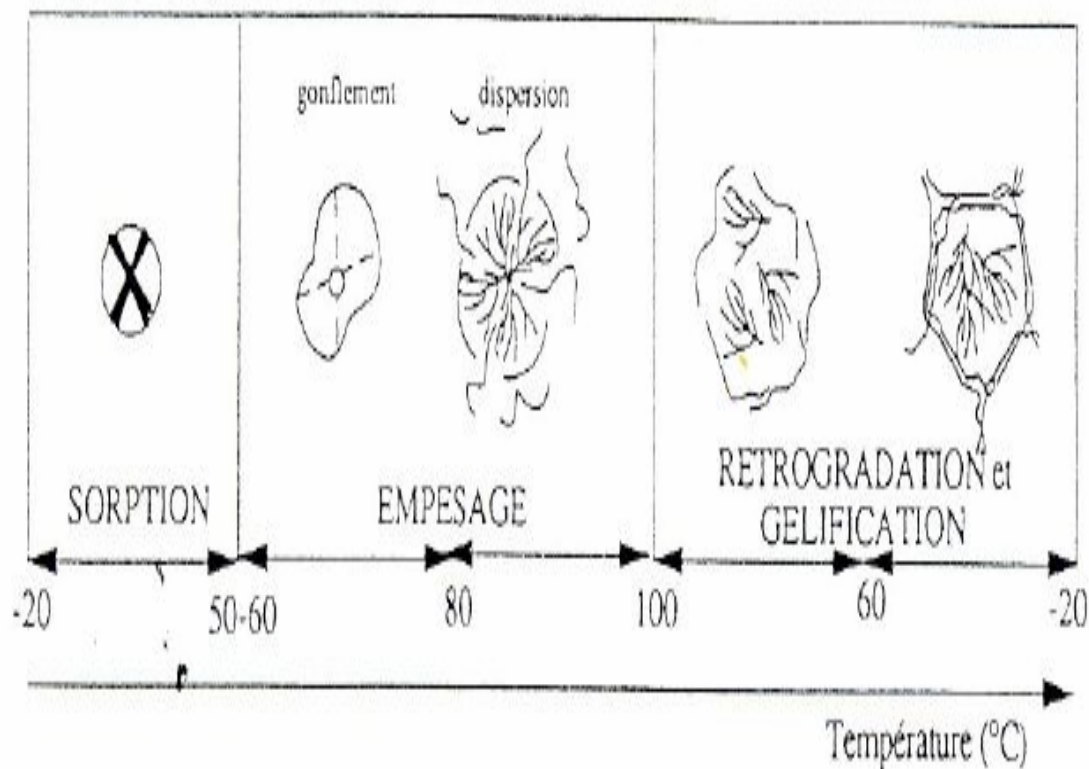 gonflement
dispersion
SORPTION
EMPESAGE
RETROGRADATION et
GELIFICATION
-20
50-60
80
100
60
-20
Température (°C)